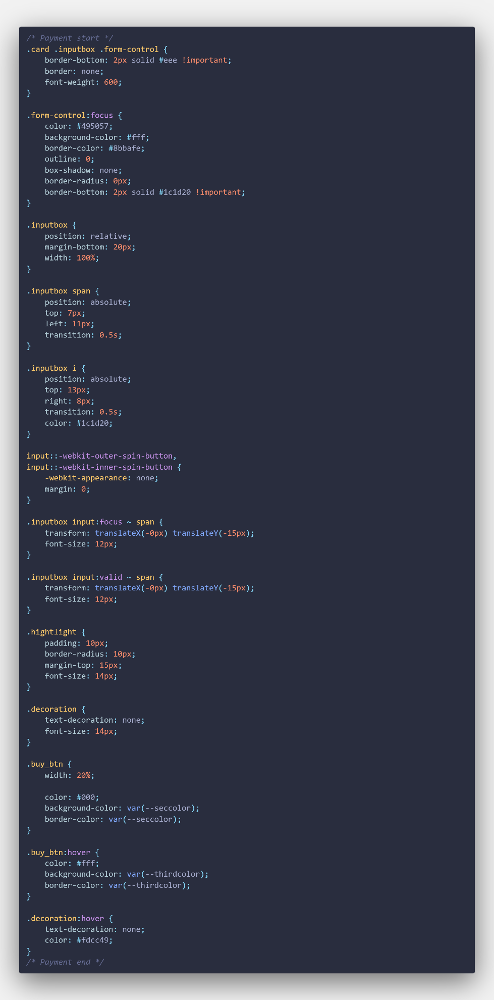 /* Payment start */
.card .inputbox .form-control {
    border-bottom: 2px solid #eee !important;
    border: none;
    font-weight: 600;
}

.form-control:focus {
    color: #495057;
    background-color: #fff;
    border-color: #8bbafe;
    outline: 0;
    box-shadow: none;
    border-radius: 0px;
    border-bottom: 2px solid #1c1d20 !important;
}

.inputbox {
    position: relative;
    margin-bottom: 20px;
    width: 100%;
}

.inputbox span {
    position: absolute;
    top: 7px;
    left: 11px;
    transition: 0.5s;
}

.inputbox i {
    position: absolute;
    top: 13px;
    right: 8px;
    transition: 0.5s;
    color: #1c1d20;
}

input::-webkit-outer-spin-button,
input::-webkit-inner-spin-button {
    -webkit-appearance: none;
    margin: 0;
}

.inputbox input:focus ~ span {
    transform: translateX(-0px) translateY(-15px);
    font-size: 12px;
}

.inputbox input:valid ~ span {
    transform: translateX(-0px) translateY(-15px);
    font-size: 12px;
}

.hightlight {
    padding: 10px;
    border-radius: 10px;
    margin-top: 15px;
    font-size: 14px;
}

.decoration {
    text-decoration: none;
    font-size: 14px;
}

.buy_btn {
    width: 20%;

    color: #000;
    background-color: var(--seccolor);
    border-color: var(--seccolor);
}

.buy_btn:hover {
    color: #fff;
    background-color: var(--thirdcolor);
    border-color: var(--thirdcolor);
}

.decoration:hover {
    text-decoration: none;
    color: #fdcc49;
}
/* Payment end */